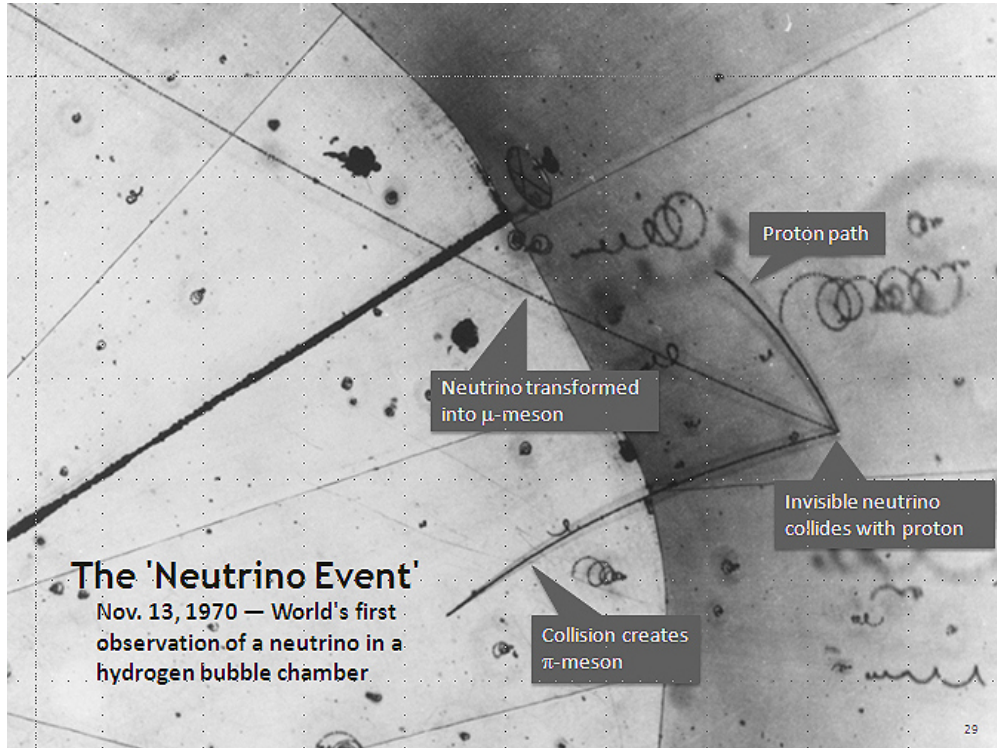 Proton path
Neutrino transformed
into μ-meson
Invisible neutrino
collides with proton
The 'Neutrino Event'
Nov. 13, 1970 — World's first
observation of a neutrino in a
hydrogen bubble chamber
Collision creates
π-meson
29